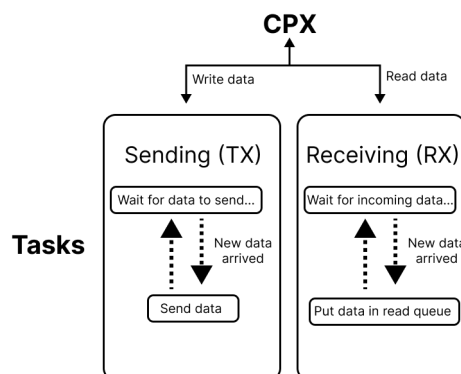 CPX
Write data
Read data
Sending (TX)
Receiving (RX)
Wait for data to send...
Wait for incoming data...
Tasks
New data
arrived
New data
arrived
Send data
Put data in read queue